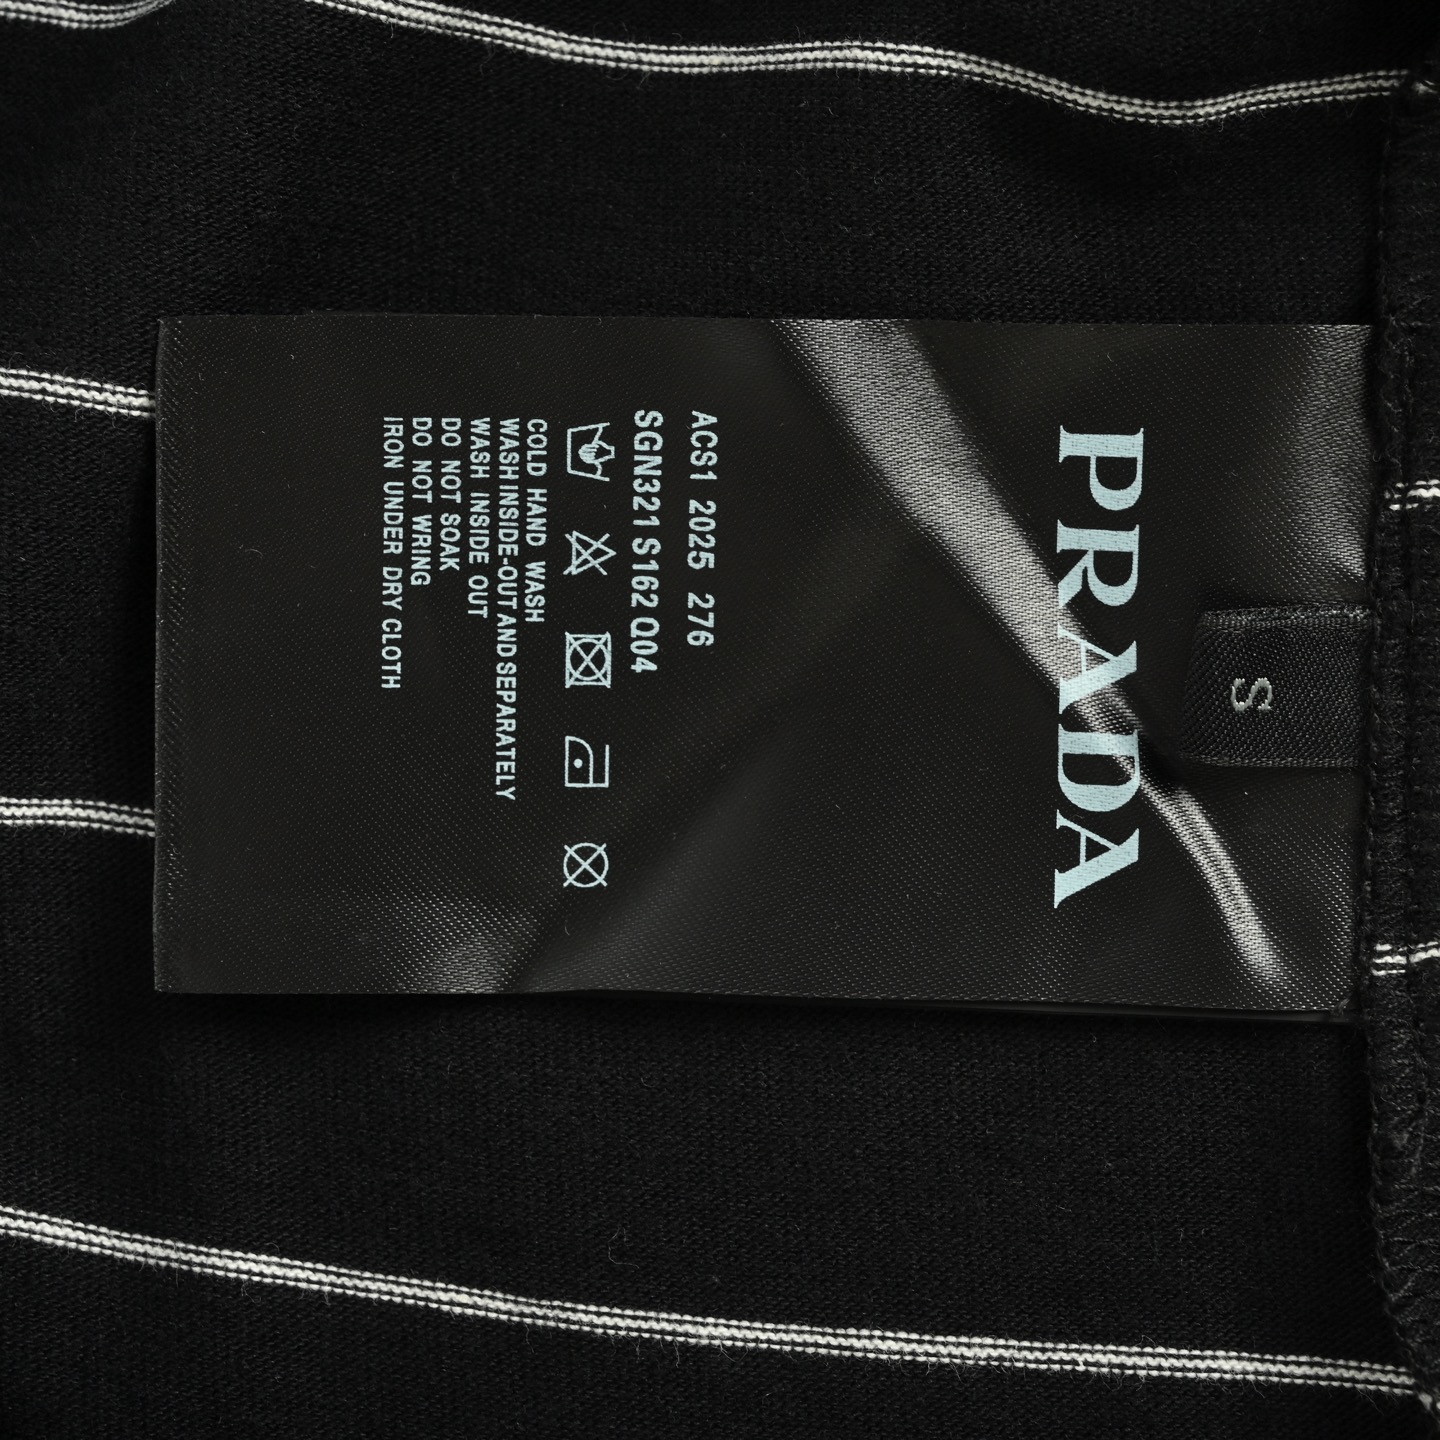 S
PRADA
ACS1 2025 276
SGN321 S162 Q04
COLD HAND WASH
WASH INSIDE-OUT AND SEPARATELY
WASH INSIDE OUT
DO NOT SOAK
DO NOT WRING
IRON UNDER DRY CLOTH